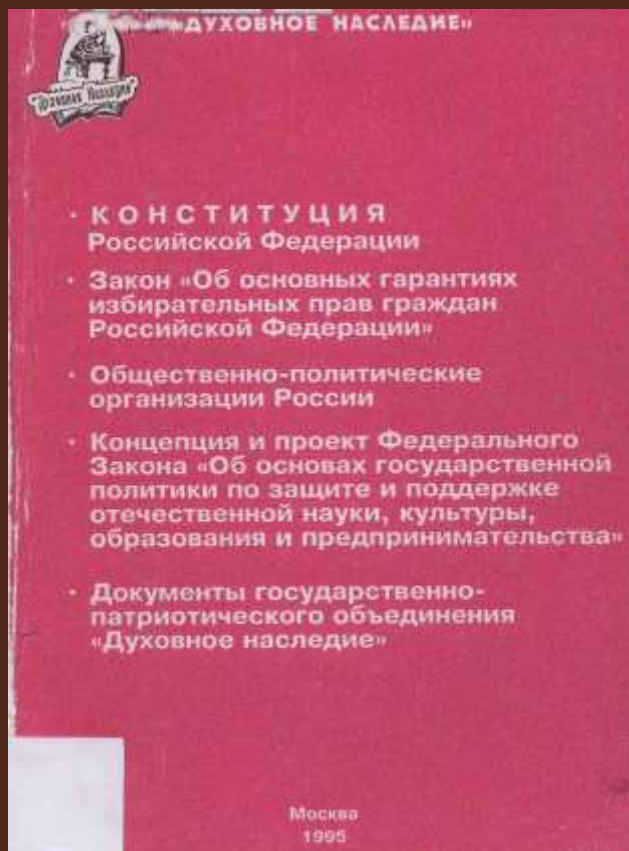 «ДУХОВНОЕ НАСЛЕДИЕ»
"Духовное Наследие"
· КОНСТИТУЦИЯ
Российской Федерации
· Закон «Об основных гарантиях
избирательных прав граждан
Российской Федерации»
· Общественно-политические
организации России
· Концепция и проект Федерального
Закона «Об основах государственной
политики по защите и поддержке
отечественной науки, культуры,
образования и предпринимательства»
· Документы государственно-
патриотического объединения
«Духовное наследие»
Москва
1995